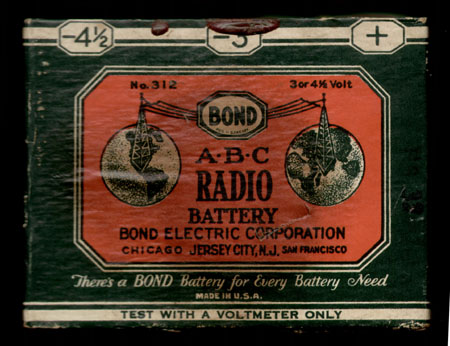 -4½ -3 +
No. 312 3 or 4½ Volt
BOND
A·B·C
RADIO
BATTERY
BOND ELECTRIC CORPORATION
CHICAGO JERSEY CITY, N.J. SAN FRANCISCO
There's a BOND Battery for Every Battery Need
MADE IN U.S.A.
TEST WITH A VOLTMETER ONLY